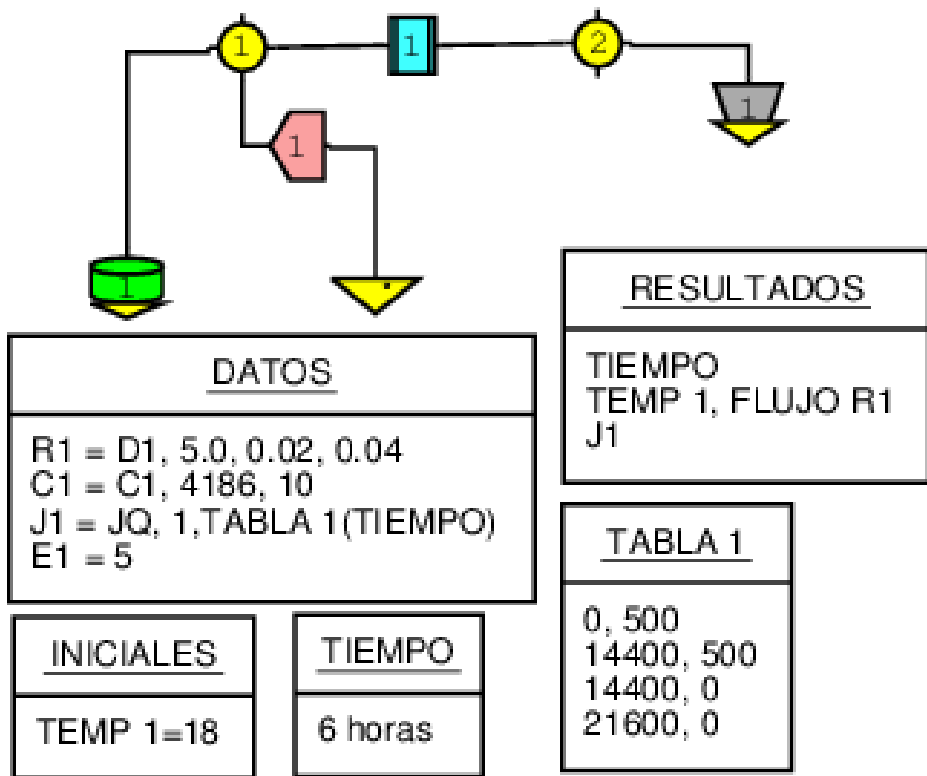 1
1
2
1
1
1
DATOS
R1 = D1, 5.0, 0.02, 0.04
C1 = C1, 4186, 10
J1 = JQ, 1,TABLA 1(TIEMPO)
E1 = 5
RESULTADOS
TIEMPO
TEMP 1, FLUJO R1
J1
INICIALES
TEMP 1=18
TIEMPO
6 horas
TABLA 1
0, 500
14400, 500
14400, 0
21600, 0